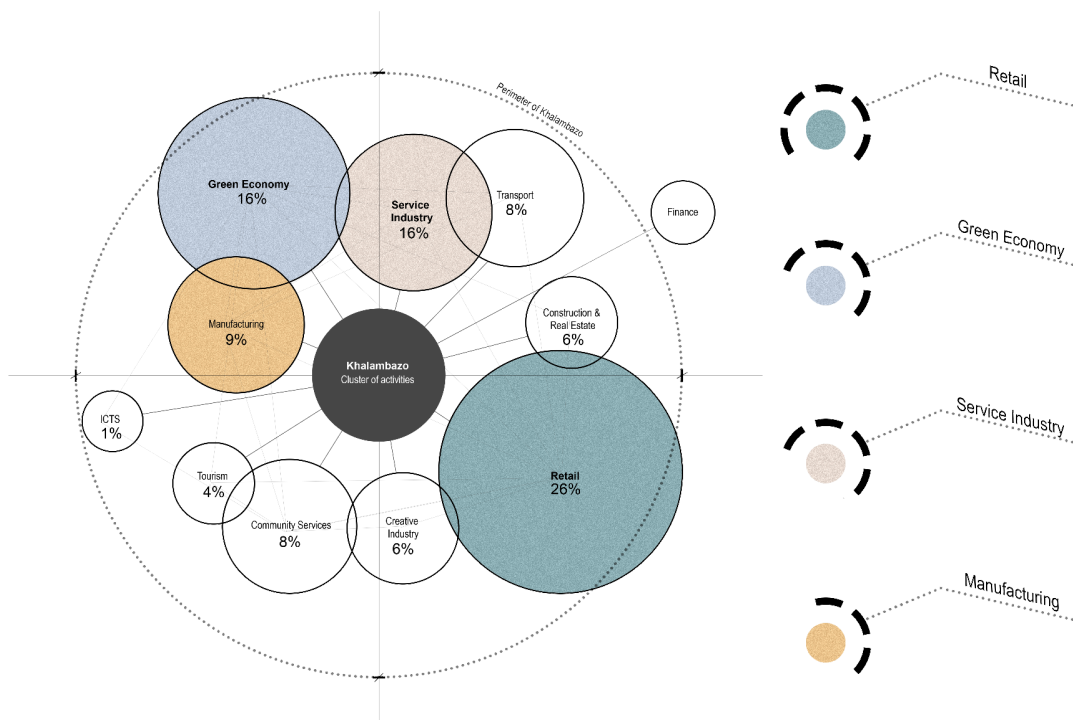 Perimeter of Khalambazo
Green Economy
16%
Service
Industry
16%
Transport
8%
Finance
Manufacturing
9%
Construction &
Real Estate
6%
Khalambazo
Cluster of activities
ICTS
1%
Tourism
4%
Community Services
8%
Creative
Industry
6%
Retail
26%
Retail
Green Economy
Service Industry
Manufacturing